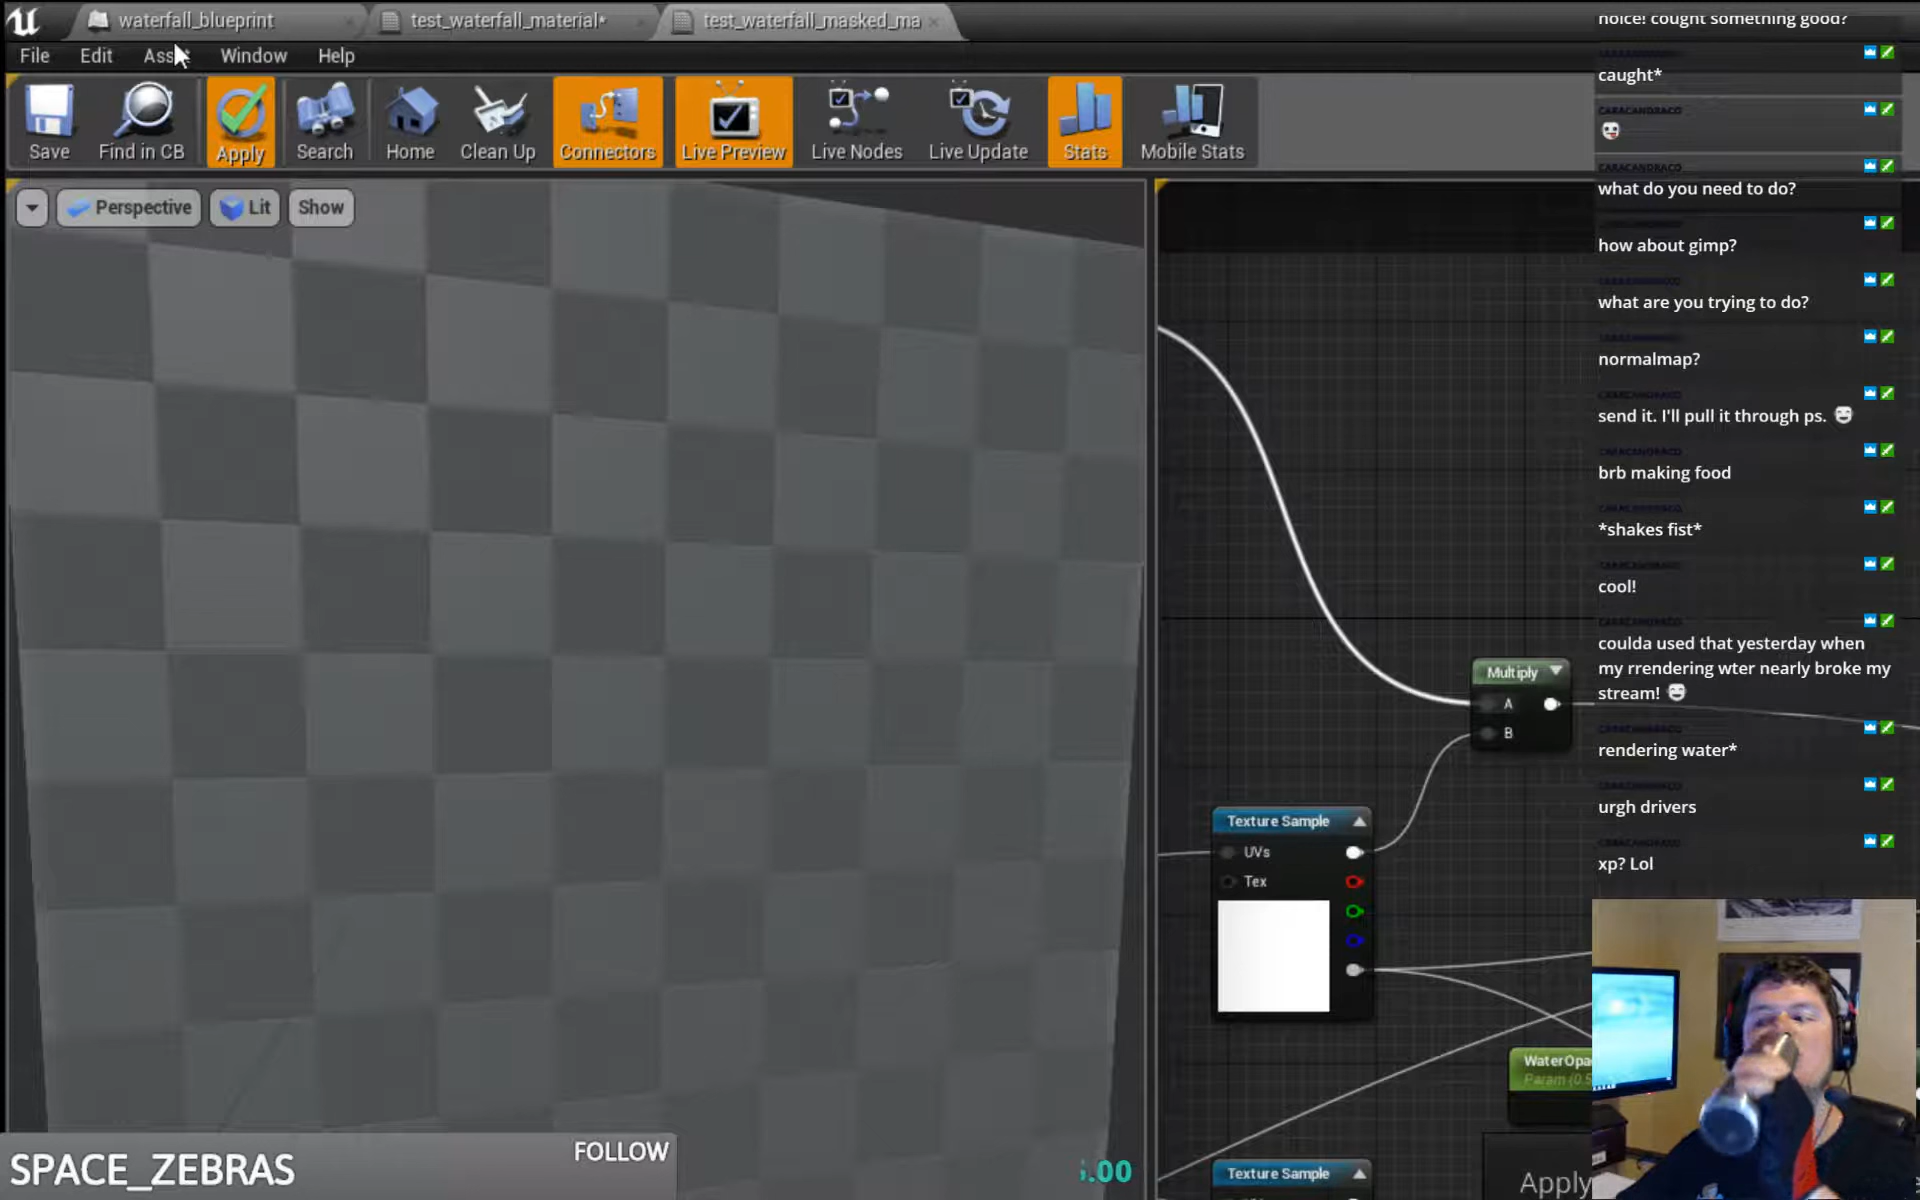 waterfall_blueprint
test_waterfall_material*
test_waterfall_masked_ma
File
Edit
Window
Help
Save
Find in CB
Apply
Search
Home
Clean Up
Connectors
Live Preview
Live Nodes
Live Update
Stats
Mobile Stats
Perspective
Lit
Show
Multiply
A
B
Texture Sample
UVs
Tex
Param (0.5
Texture Sample
Apply
noice! cought something good?
caught*
CARACANDRACO
what do you need to do?
how about gimp?
what are you trying to do?
normalmap?
send it. I'll pull it through ps.
brb making food
*shakes fist*
cool!
coulda used that yesterday when
my rrendering wter nearly broke my
stream!
rendering water*
urgh drivers
xp? Lol
SPACE_ZEBRAS
FOLLOW
.00